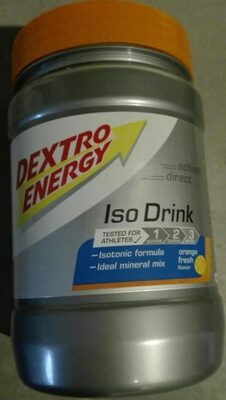 DEXTRO
ENERGY
schnell
direct
Iso Drink
TESTED FOR
ATHLETES
1 2 3
– Isotonic formula
– Ideal mineral mix
orange
fresh
flavour